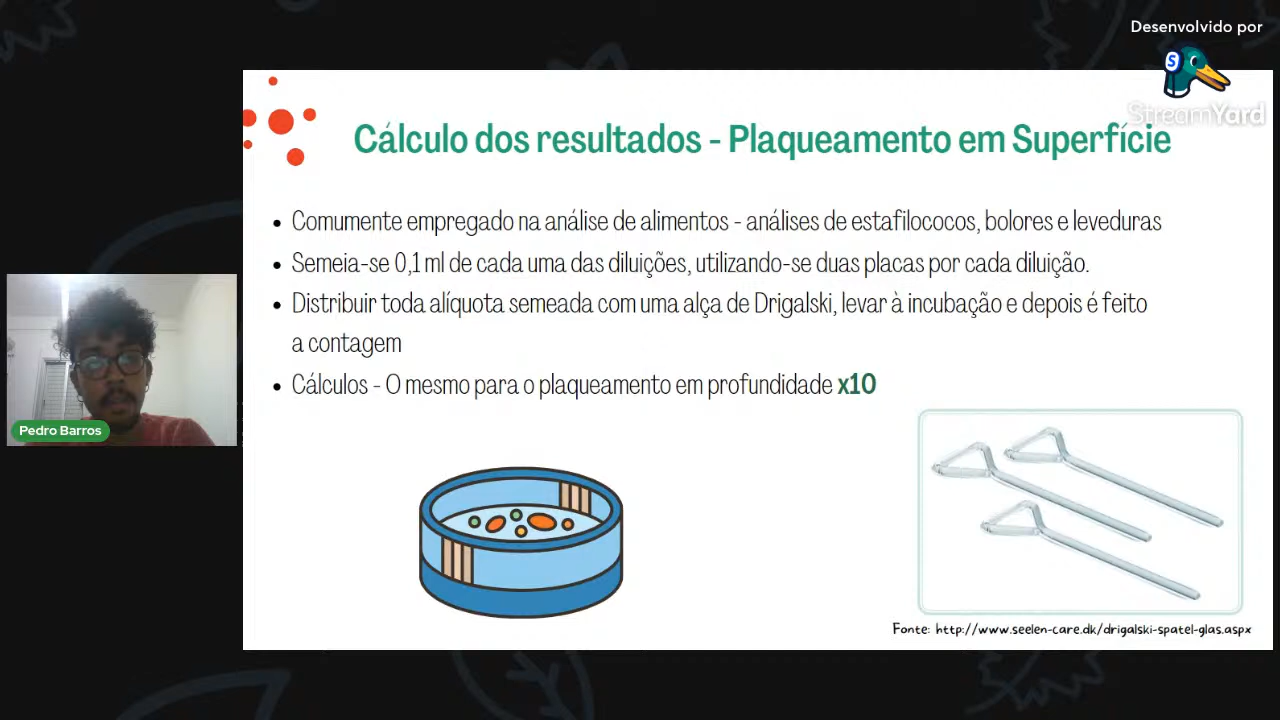 Desenvolvido por
S
StreamYard
Cálculo dos resultados - Plaqueamento em Superfície
• Comumente empregado na análise de alimentos - análises de estafilococos, bolores e leveduras
• Semeia-se 0,1 ml de cada uma das diluições, utilizando-se duas placas por cada diluição.
• Distribuir toda alíquota semeada com uma alça de Drigalski, levar à incubação e depois é feito
a contagem
• Cálculos - O mesmo para o plaqueamento em profundidade x10
Pedro Barros
Fonte: http://www.seelen-care.dk/drigalski-spatel-glas.aspx